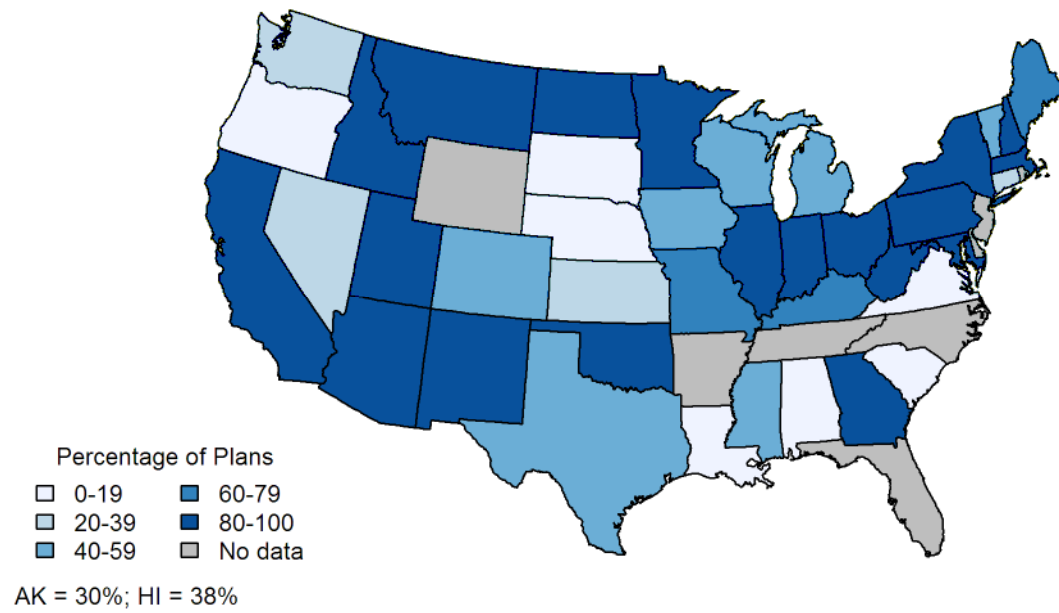 Percentage of Plans
0-19 60-79
20-39 80-100
40-59 No data
AK = 30%; HI = 38%